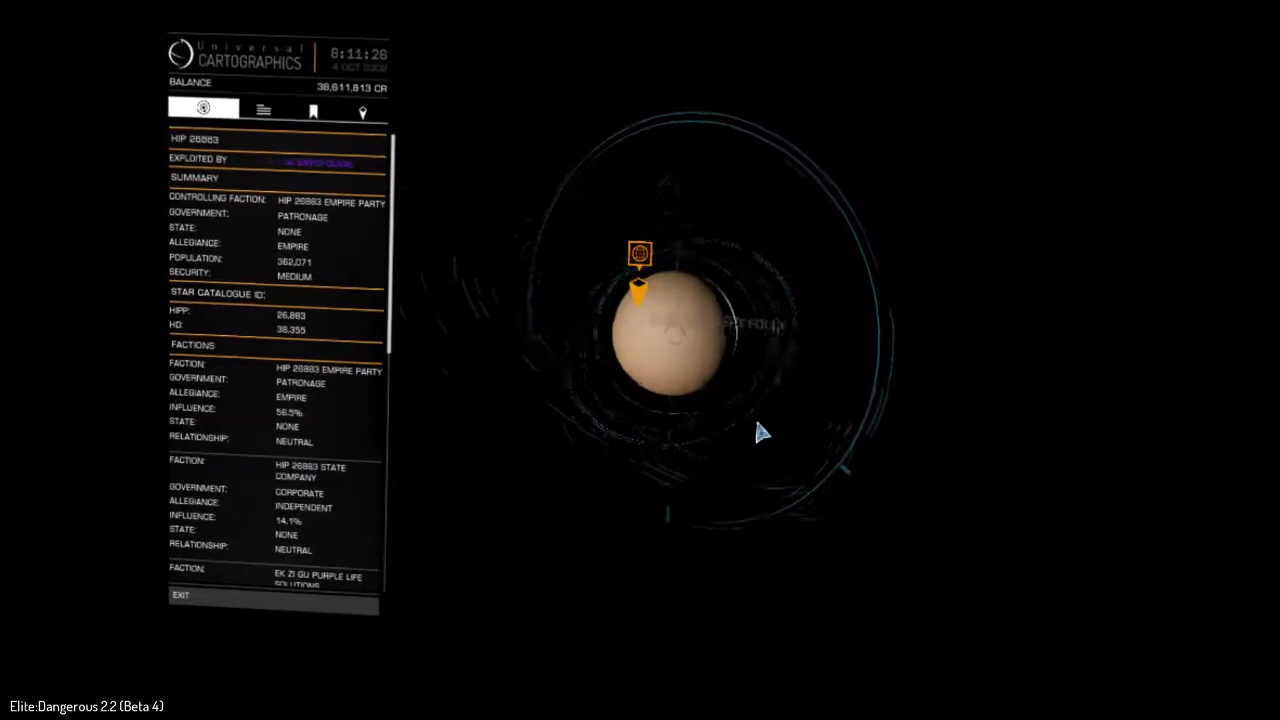 Universal
CARTOGRAPHICS
8:11:26
4 OCT 3302
BALANCE 38,611,813 CR
HIP 26883
EXPLOITED BY
SUMMARY
CONTROLLING FACTION: HIP 26883 EMPIRE PARTY
GOVERNMENT: PATRONAGE
STATE: NONE
ALLEGIANCE: EMPIRE
POPULATION: 362,071
SECURITY: MEDIUM
STAR CATALOGUE ID:
HIPP: 26,883
HD: 38,355
FACTIONS
FACTION: HIP 26883 EMPIRE PARTY
GOVERNMENT: PATRONAGE
ALLEGIANCE: EMPIRE
INFLUENCE: 56.5%
STATE: NONE
RELATIONSHIP: NEUTRAL
FACTION: HIP 26883 STATE
COMPANY
GOVERNMENT: CORPORATE
ALLEGIANCE: INDEPENDENT
INFLUENCE: 14.1%
STATE: NONE
RELATIONSHIP: NEUTRAL
FACTION: EK ZI GU PURPLE LIFE
SOLUTIONS
EXIT
Elite:Dangerous 2.2 (Beta 4)